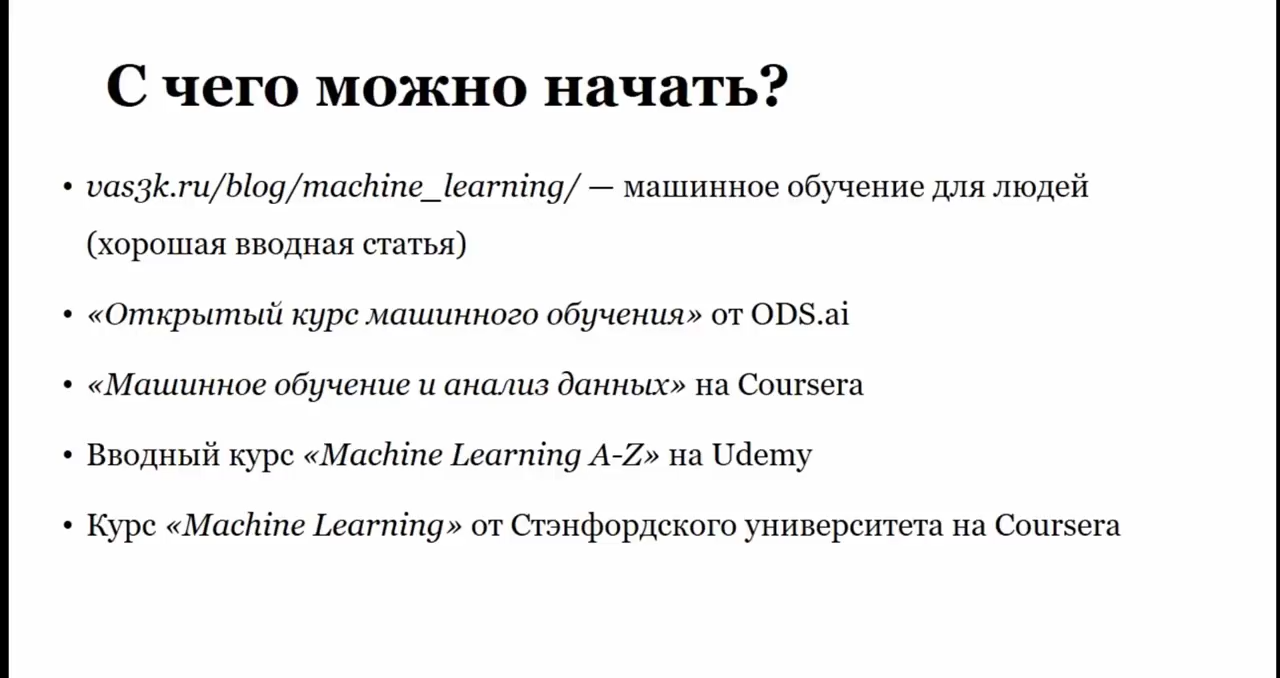 С чего можно начать?
• vas3k.ru/blog/machine_learning/ — машинное обучение для людей
(хорошая вводная статья)
• «Открытый курс машинного обучения» от ODS.ai
• «Машинное обучение и анализ данных» на Coursera
• Вводный курс «Machine Learning A-Z» на Udemy
• Курс «Machine Learning» от Стэнфордского университета на Coursera